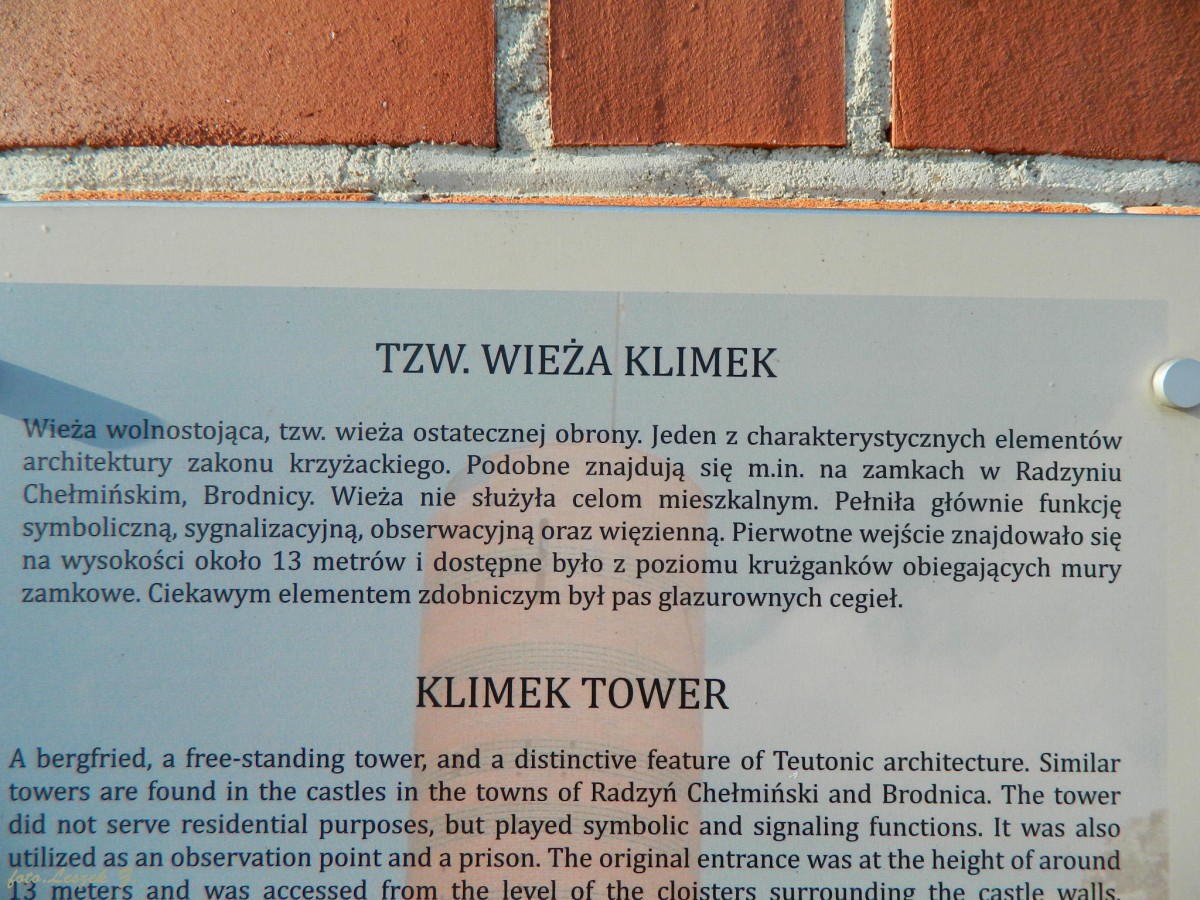 TZW. WIEŻA KLIMEK
Wieża wolnostojąca, tzw. wieża ostatecznej obrony. Jeden z charakterystycznych elementów
architektury zakonu krzyżackiego. Podobne znajdują się m.in. na zamkach w Radzyniu
Chełmińskim, Brodnicy. Wieża nie służyła celom mieszkalnym. Pełniła głównie funkcję
symboliczną, sygnalizacyjną, obserwacyjną oraz więzienną. Pierwotne wejście znajdowało się
na wysokości około 13 metrów i dostępne było z poziomu krużganków obiegających mury
zamkowe. Ciekawym elementem zdobniczym był pas glazurownych cegieł.
KLIMEK TOWER
A bergfried, a free-standing tower, and a distinctive feature of Teutonic architecture. Similar
towers are found in the castles in the towns of Radzyń Chełmiński and Brodnica. The tower
did not serve residential purposes, but played symbolic and signaling functions. It was also
utilized as an observation point and a prison. The original entrance was at the height of around
13 meters and was accessed from the level of the cloisters surrounding the castle walls.
foto.Leszek Z